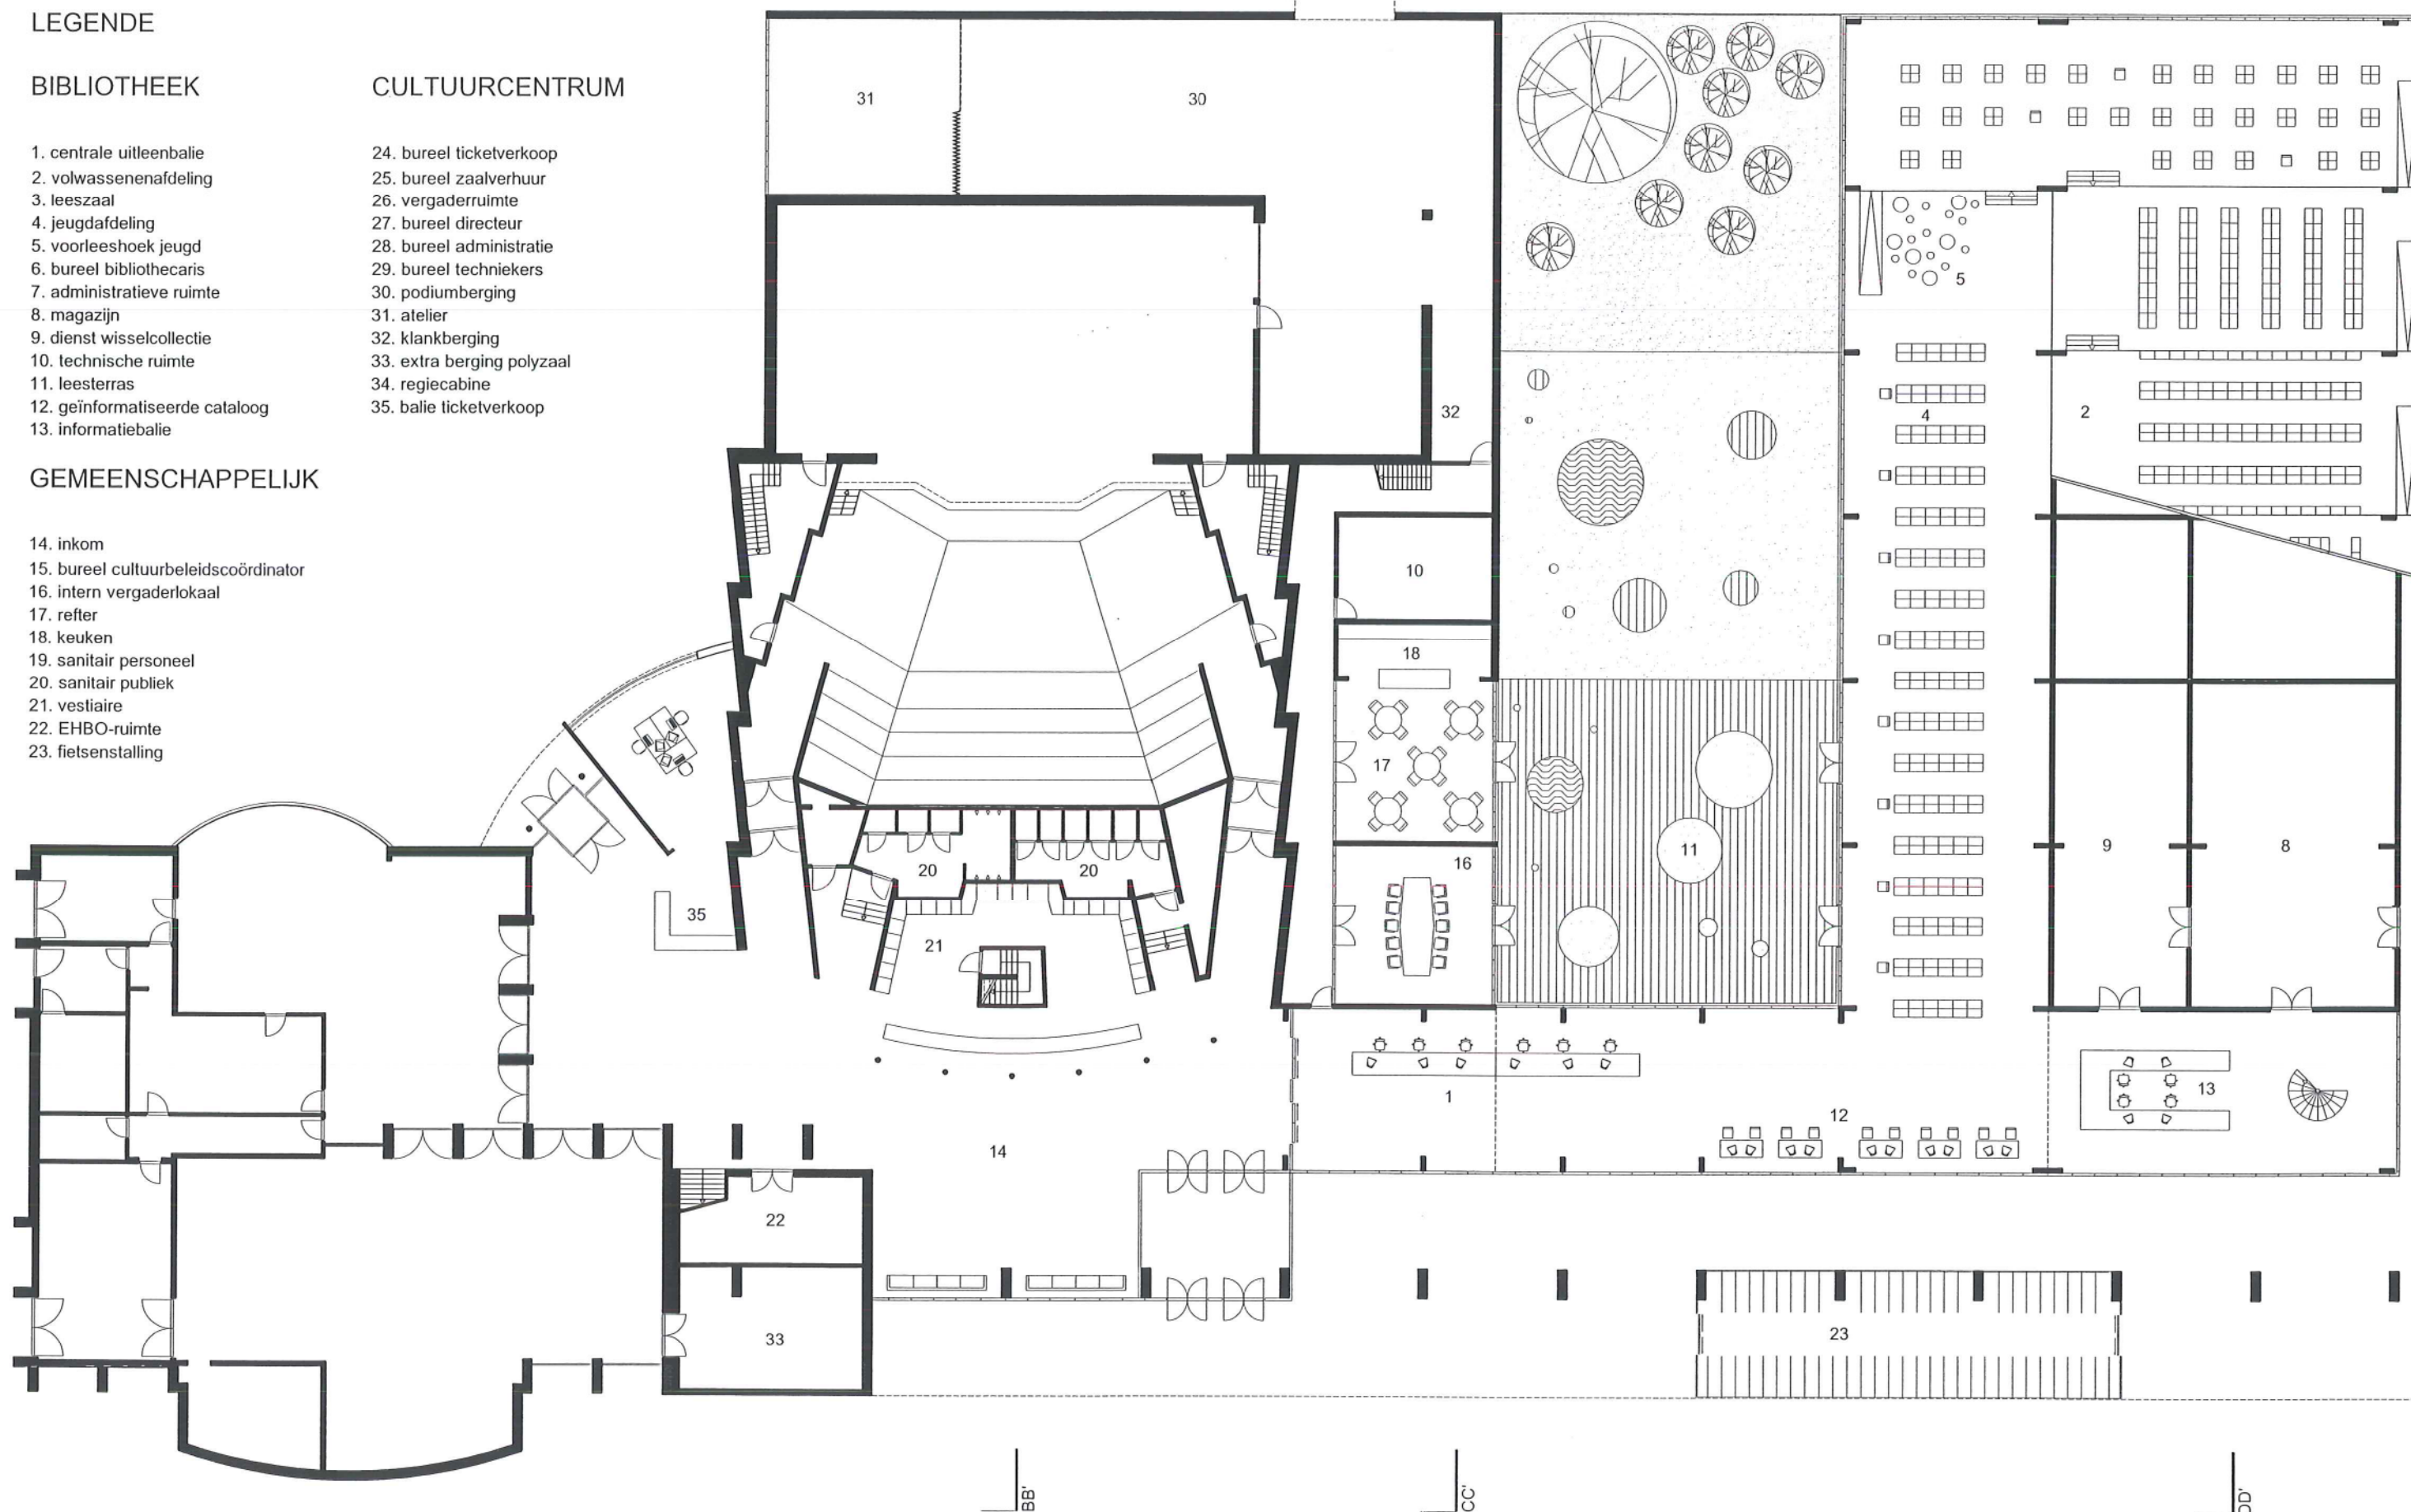 LEGENDE
BIBLIOTHEEK
1. centrale uitleenbalie
2. volwassenenafdeling
3. leeszaal
4. jeugdafdeling
5. voorleeshoek jeugd
6. bureel bibliothecaris
7. administratieve ruimte
8. magazijn
9. dienst wisselcollectie
10. technische ruimte
11. leesterras
12. geïnformatiseerde cataloog
13. informatiebalie
GEMEENSCHAPPELIJK
14. inkom
15. bureel cultuurbeleidscoördinator
16. intern vergaderlokaal
17. refter
18. keuken
19. sanitair personeel
20. sanitair publiek
21. vestiaire
22. EHBO-ruimte
23. fietsenstalling
CULTUURCENTRUM
24. bureel ticketverkoop
25. bureel zaalverhuur
26. vergaderruimte
27. bureel directeur
28. bureel administratie
29. bureel techniekers
30. podiumberging
31. atelier
32. klankberging
33. extra berging polyzaal
34. regiecabine
35. balie ticketverkoop
31
30
5
32
4
2
10
18
17
11
9
8
16
20
20
35
21
1
13
12
14
22
33
23
BB'
CC'
DD'